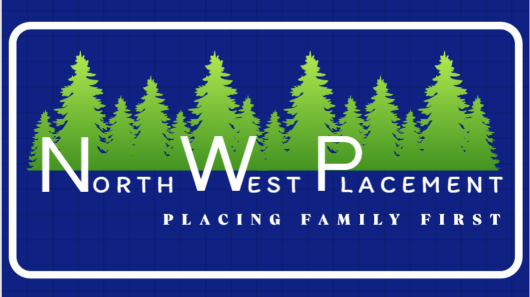 North West Placement
PLACING FAMILY FIRST